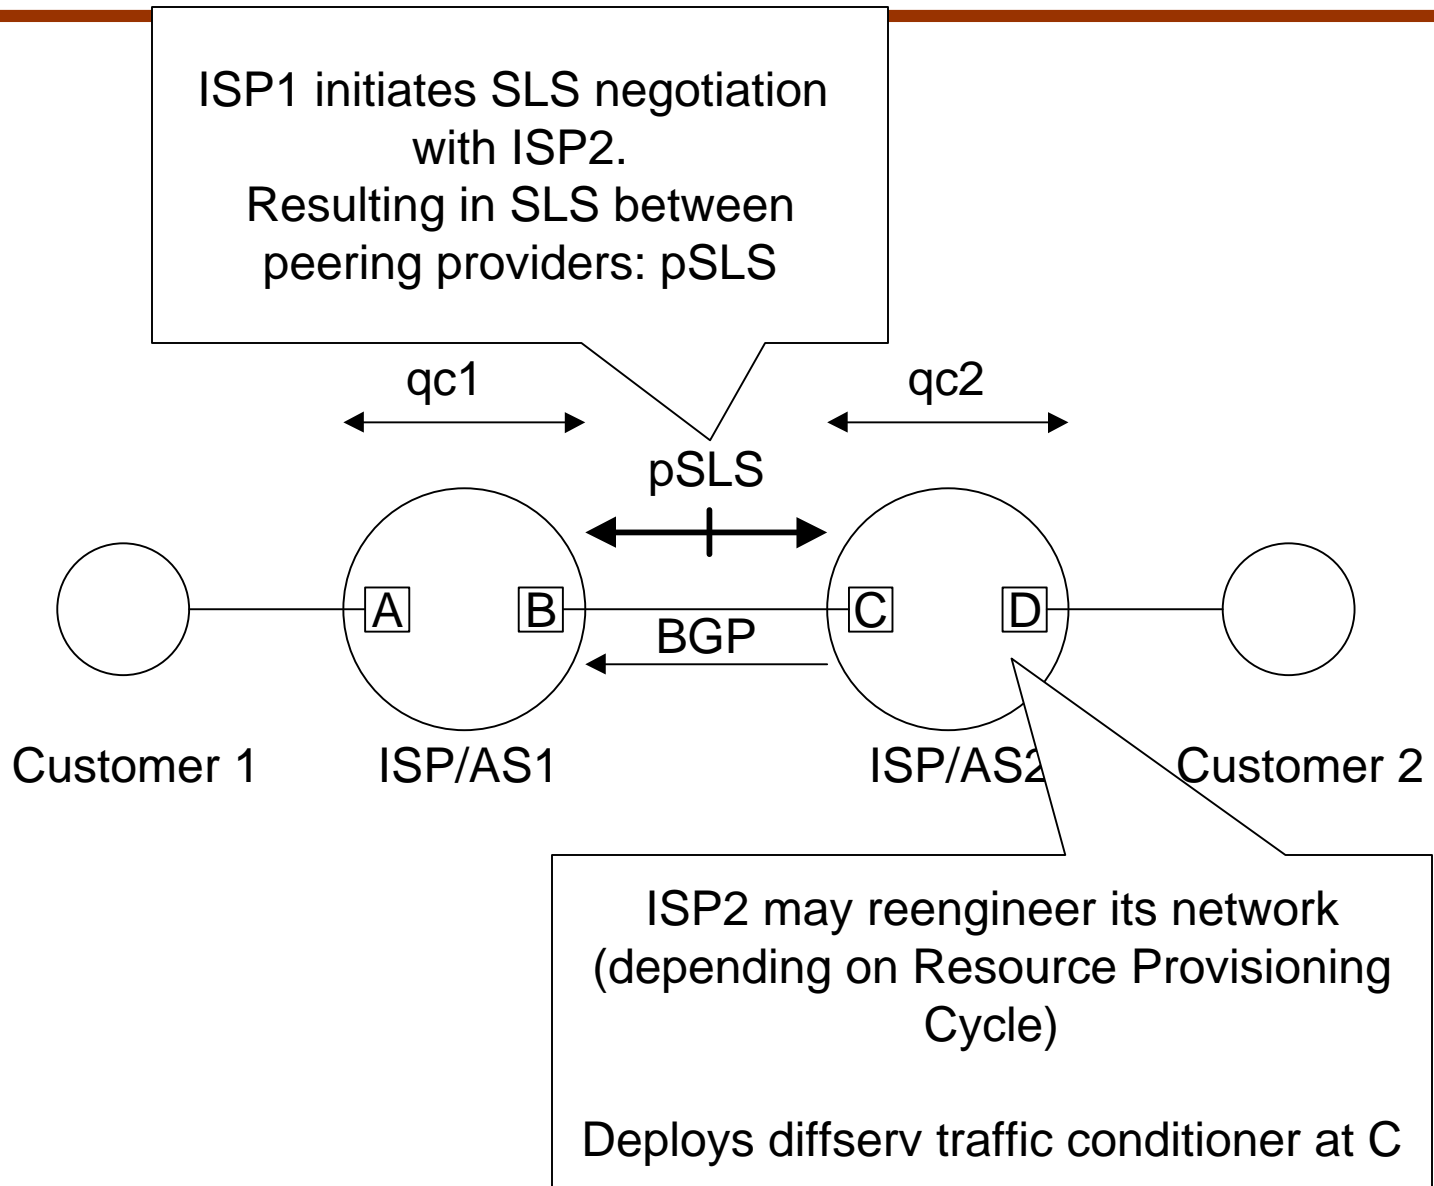 ISP1 initiates SLS negotiation
with ISP2.
Resulting in SLS between
peering providers: pSLS
qc1
qc2
pSLS
A
B
C
D
BGP
Customer 1
ISP/AS1
ISP/AS2
Customer 2
ISP2 may reengineer its network
(depending on Resource Provisioning
Cycle)
Deploys diffserv traffic conditioner at C